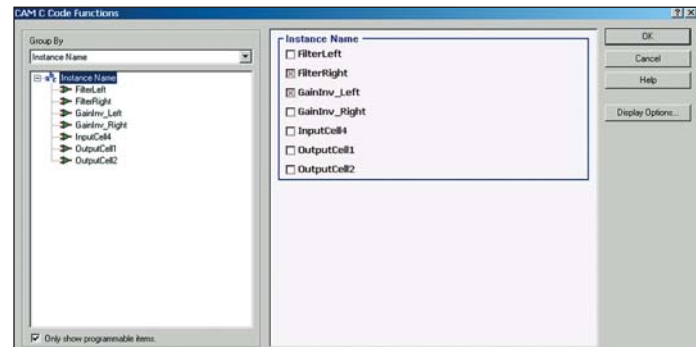 CAM C Code Functions
Group By
Instance Name
Instance Name
FilterLeft
FilterRight
GainInv_Left
GainInv_Right
InputCell4
OutputCell1
OutputCell2
Only show programmable items.
Instance Name
FilterLeft
FilterRight
GainInv_Left
GainInv_Right
InputCell4
OutputCell1
OutputCell2
OK
Cancel
Help
Display Options...